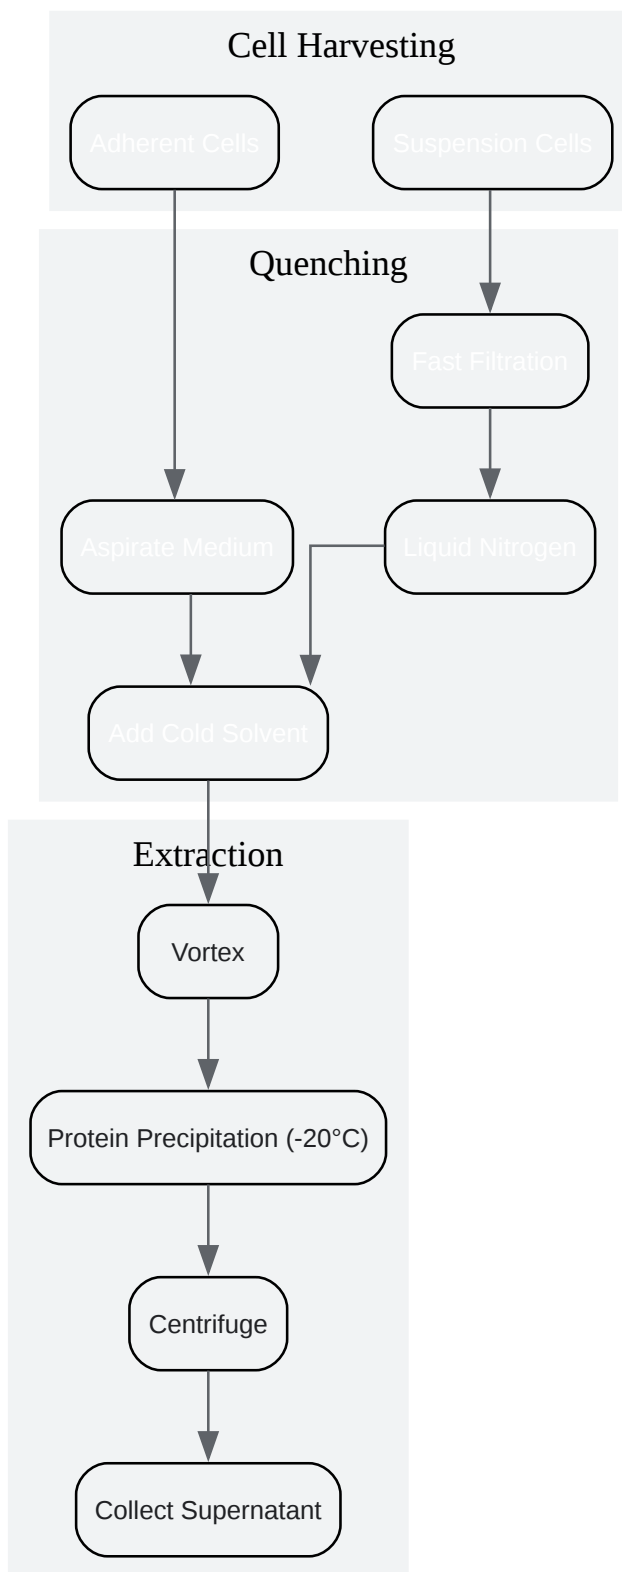 Cell Harvesting
Adherent Cells
Suspension Cells
Quenching
Fast Filtration
Aspirate Medium
Liquid Nitrogen
Add Cold Solvent
Extraction
Vortex
Protein Precipitation (-20°C)
Centrifuge
Collect Supernatant